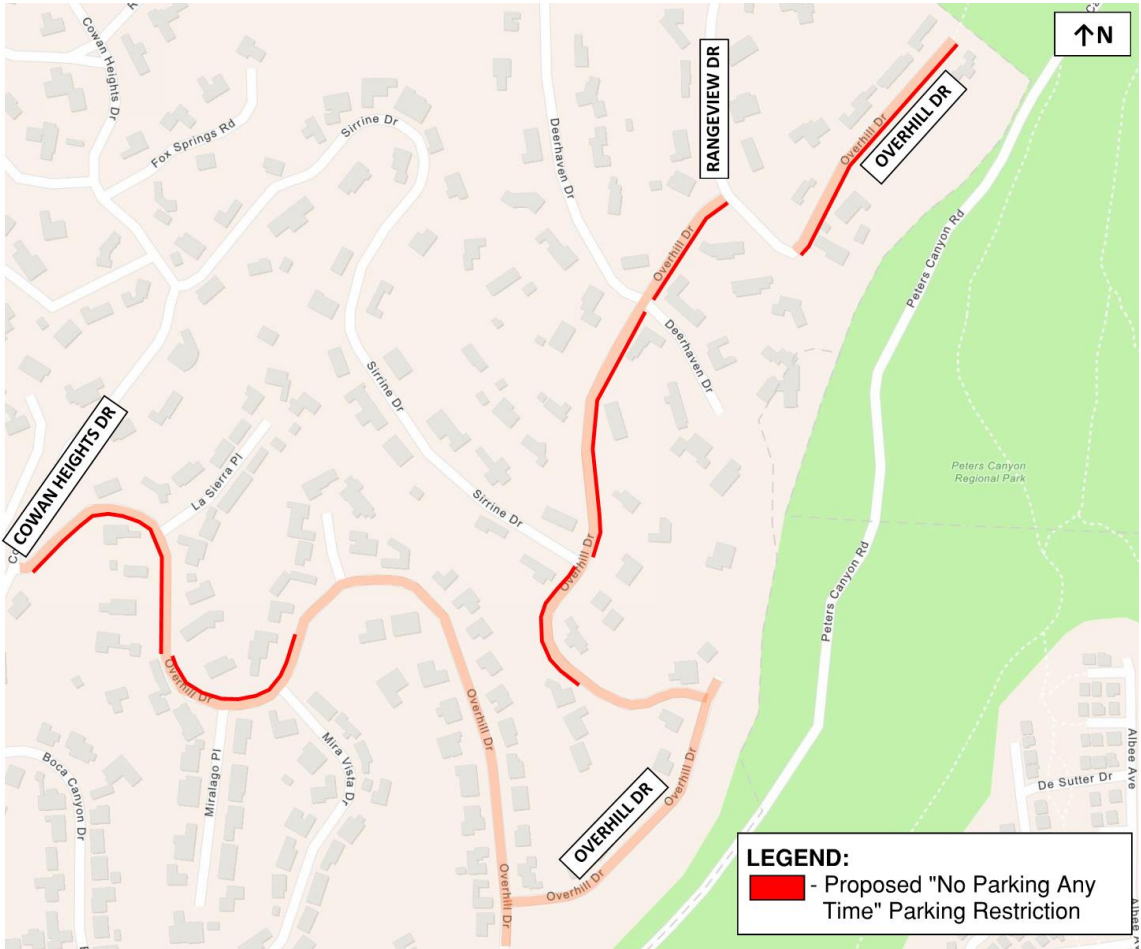 ↑N
Cowan Heights Dr
R
Fox Springs Rd
Sirrine Dr
Deerhaven Dr
RANGEVIEW DR
Overhill Dr
OVERHILL DR
Ca
Peters Canyon Rd
Overhill Dr
Deerhaven Dr
Sirrine Dr
COWAN HEIGHTS DR
Co
La Sierra Pl
Sirrine Dr
Overhill Dr
Peters Canyon
Regional Park
Peters Canyon Rd
Overhill Dr
Miralago Pl
Mira Vista Dr
Boca Canyon Dr
Overhill Dr
Overhill Dr
OVERHILL DR
Overhill Dr
Overhill Dr
De Sutter Dr
Albee Ave
Albee A
LEGEND:
- Proposed "No Parking Any
Time" Parking Restriction